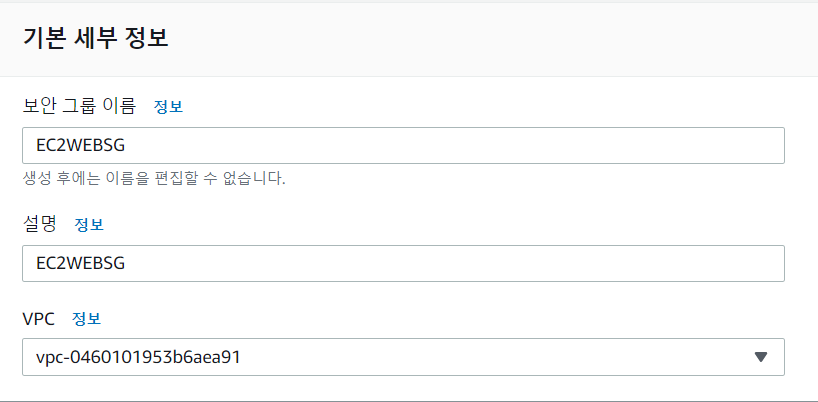 기본 세부 정보
보안 그룹 이름 정보
EC2WEBSG
생성 후에는 이름을 편집할 수 없습니다.
설명 정보
EC2WEBSG
VPC 정보
vpc-0460101953b6aea91